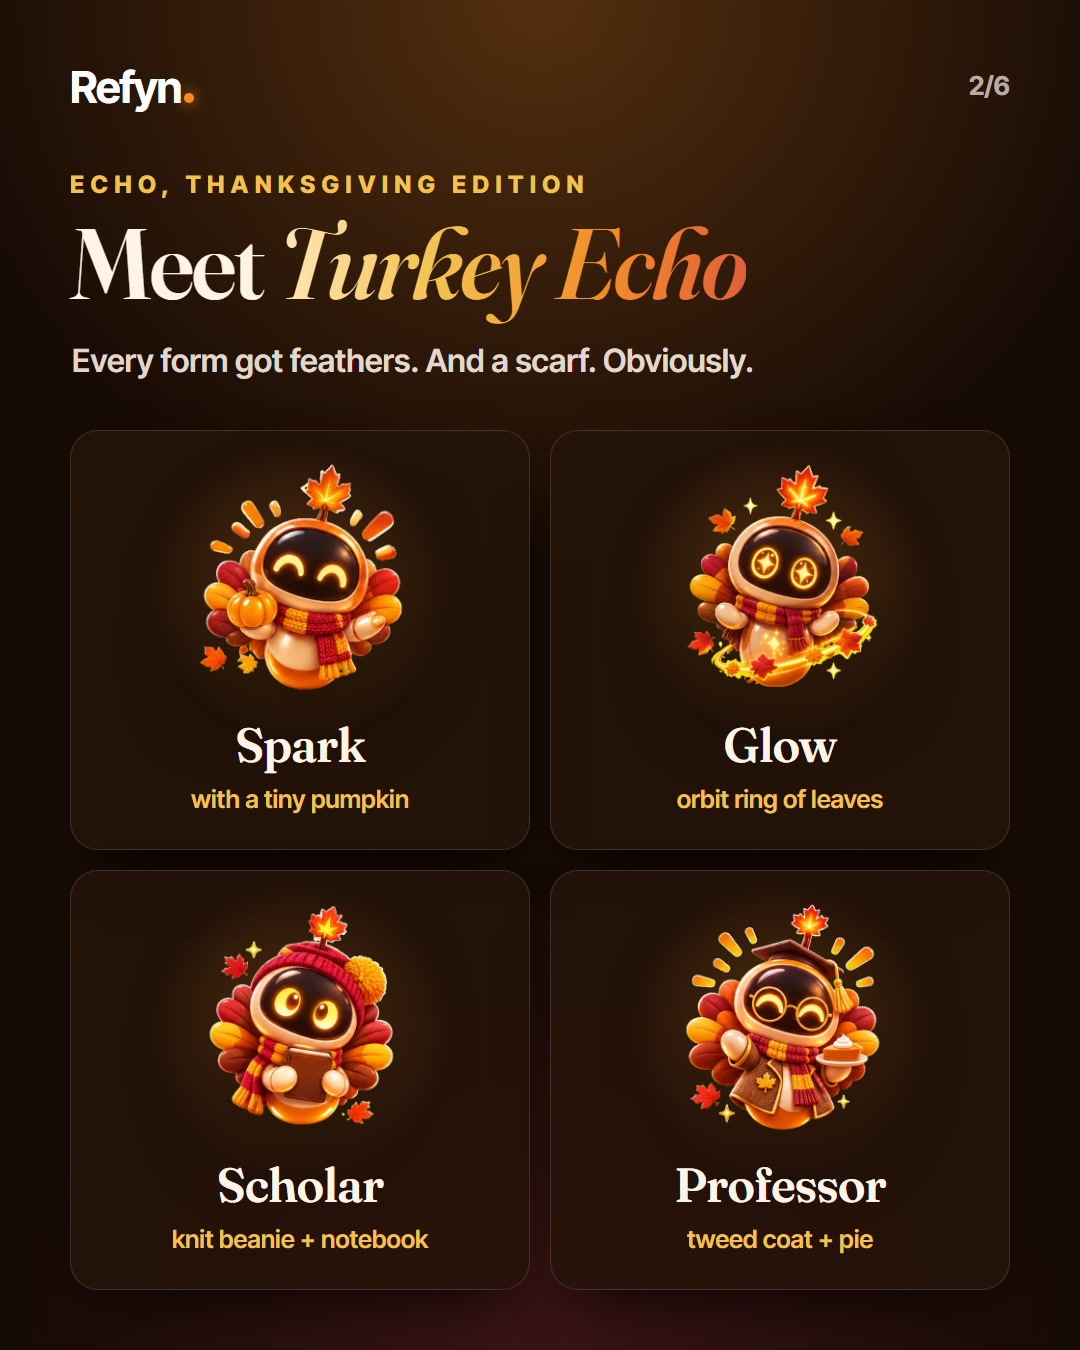 Refyn.
2/6
ECHO, THANKSGIVING EDITION
Meet Turkey Echo
Every form got feathers. And a scarf. Obviously.
Spark
with a tiny pumpkin
Glow
orbit ring of leaves
Scholar
knit beanie + notebook
Professor
tweed coat + pie